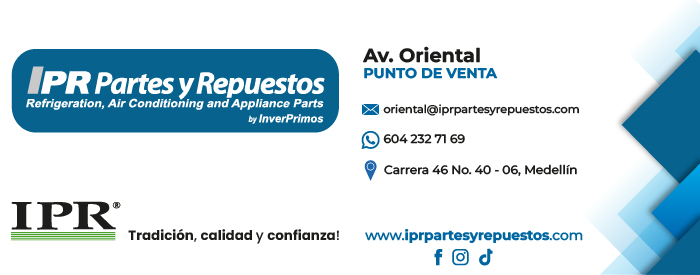 IPR Partes y Repuestos
Refrigeration, Air Conditioning and Appliance Parts
by InverPrimos
IPR®
Tradición, calidad y confianza!
Av. Oriental
PUNTO DE VENTA
oriental@iprpartesyrepuestos.com
604 232 71 69
Carrera 46 No. 40 - 06, Medellín
www.iprpartesyrepuestos.com